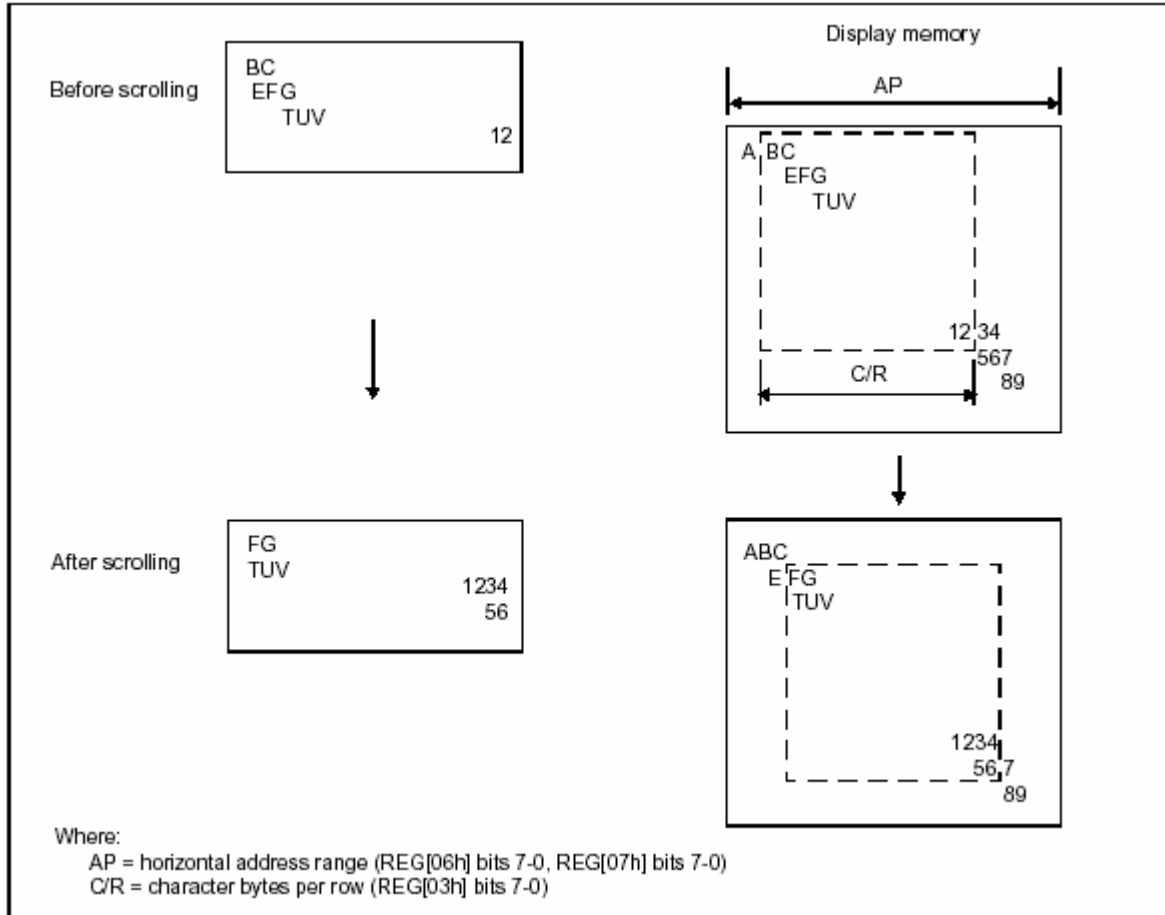 Display memory
AP
Before scrolling
BC
EFG
TUV
12
A BC
EFG
TUV
12 34
567
89
C/R
After scrolling
FG
TUV
1234
56
ABC
E FG
TUV
1234
56 7
89
Where:
AP = horizontal address range (REG[06h] bits 7-0, REG[07h] bits 7-0)
C/R = character bytes per row (REG[03h] bits 7-0)